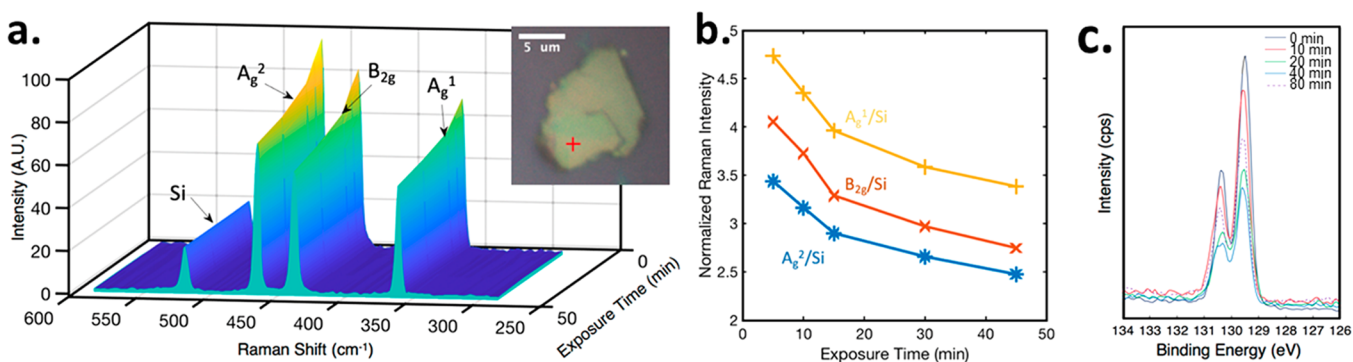 a.
100
80
60
40
20
0
Intensity (A.U.)
Si
A_g^2
B_2g
A_g^1
5 um
600
550
500
450
400
350
300
250
Raman Shift (cm⁻¹)
0
50
Exposure Time (min)
b.
5
4.5
4
3.5
3
2.5
2
Normalized Raman Intensity
A_g^1/Si
B_2g/Si
A_g^2/Si
0
10
20
30
40
50
Exposure Time (min)
c.
0 min
10 min
20 min
40 min
80 min
Intensity (cps)
134 133 132 131 130 129 128 127 126
Binding Energy (eV)